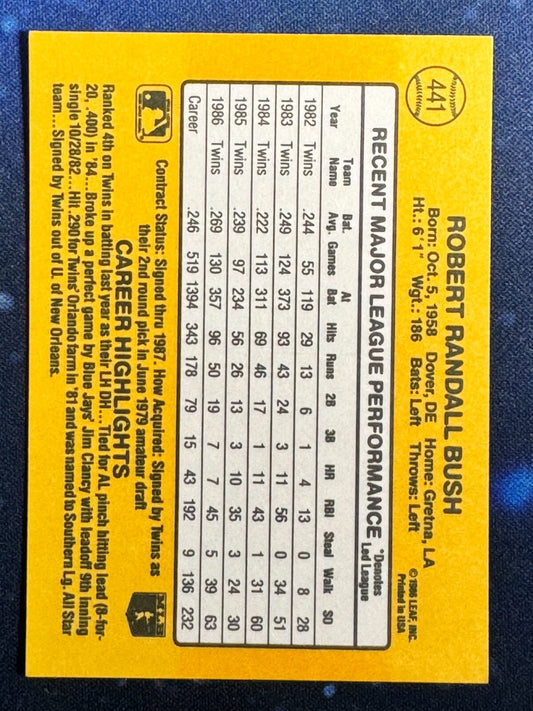 441
ROBERT RANDALL BUSH
Born: Oct. 5, 1958 Dover, DE Home: Gretna, LA
Ht.: 6'1" Wgt.: 186 Bats: Left Throws: Left
© 1986 LEAF, INC.
Printed in USA
RECENT MAJOR LEAGUE PERFORMANCE *Denotes Led League
Year Team Name Bat. Avg. Games At Bat Hits Runs 2B 3B HR RBI Steal Walk SO
1982 Twins .244 55 119 29 13 6 1 4 13 0 8 28
1983 Twins .249 124 373 93 43 24 3 11 56 0 34 51
1984 Twins .222 113 311 69 46 17 1 11 43 1 31 60
1985 Twins .239 97 234 56 26 13 3 10 35 3 24 30
1986 Twins .269 130 357 96 50 19 7 7 45 5 39 63
Career .246 519 1394 343 178 79 15 43 192 9 136 232
Contract Status: Signed thru 1987. How Acquired: Signed by Twins as
their 2nd round pick in June 1979 amateur draft
CAREER HIGHLIGHTS
Ranked 4th on Twins in batting last year as their LH DH...Tied for AL pinch hitting lead (8-for-
20, .400) in '84...Broke up a perfect game by Blue Jays' Jim Clancy with leadoff 9th inning
single 10/28/82...Hit .290 for Twins' Orlando farm in '81 and was named to Southern Lg. All Star
team...Signed by Twins out of U. of New Orleans.